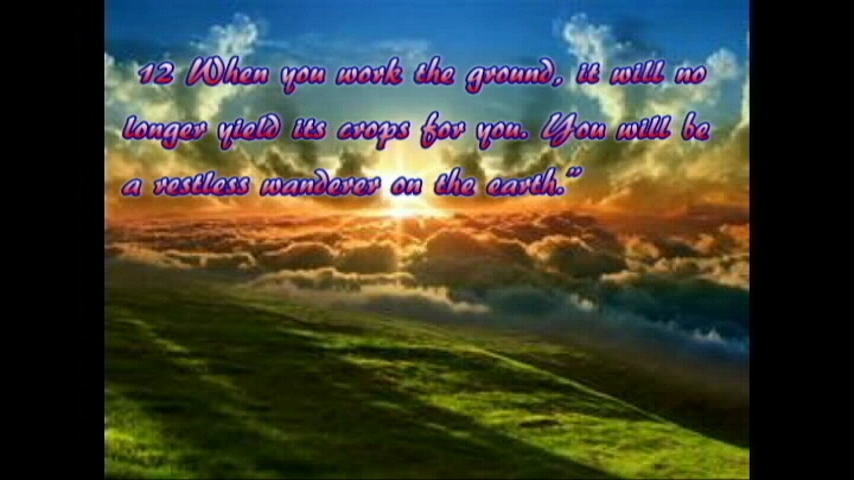 12 When you work the ground, it will no
longer yield its crops for you. You will be
a restless wanderer on the earth."